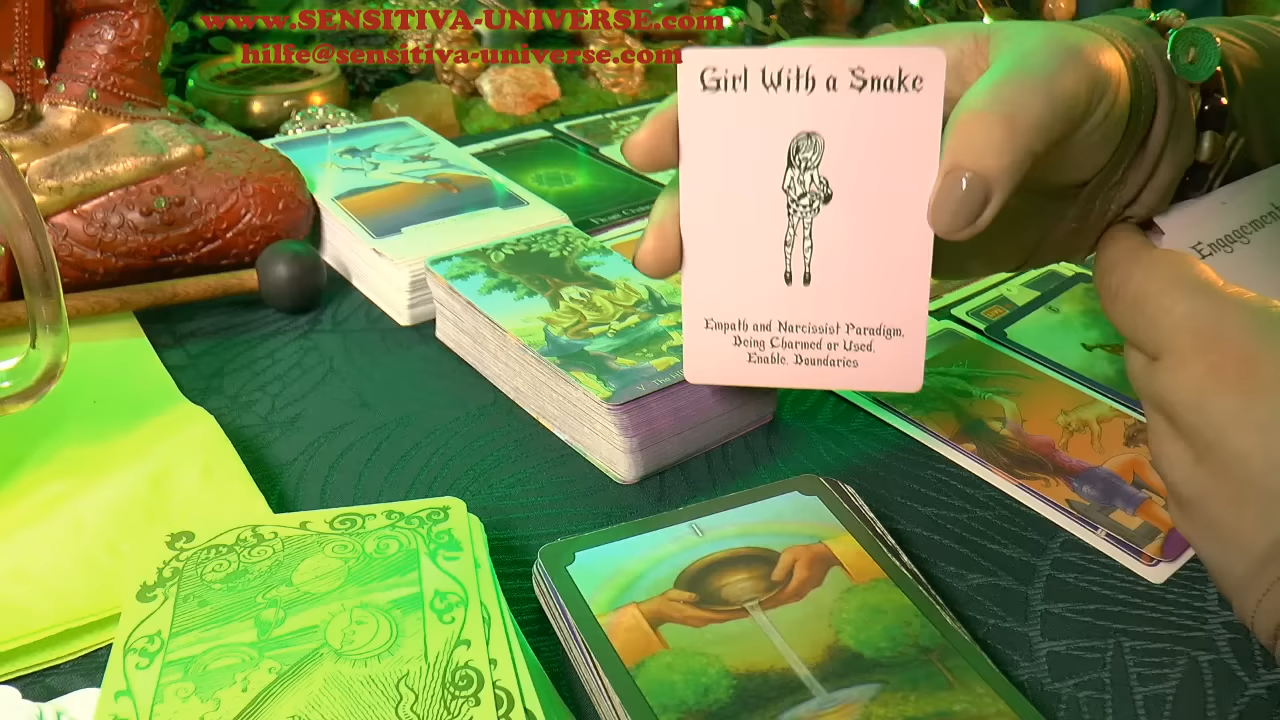 www.SENSITIVA-UNIVERSE.com
hilfe@sensitiva-universe.com
Girl With a Snake
Empath and Narcissist Paradigm.
Being Charmed or Used.
Enable. Boundaries
Engagement
V - The
I